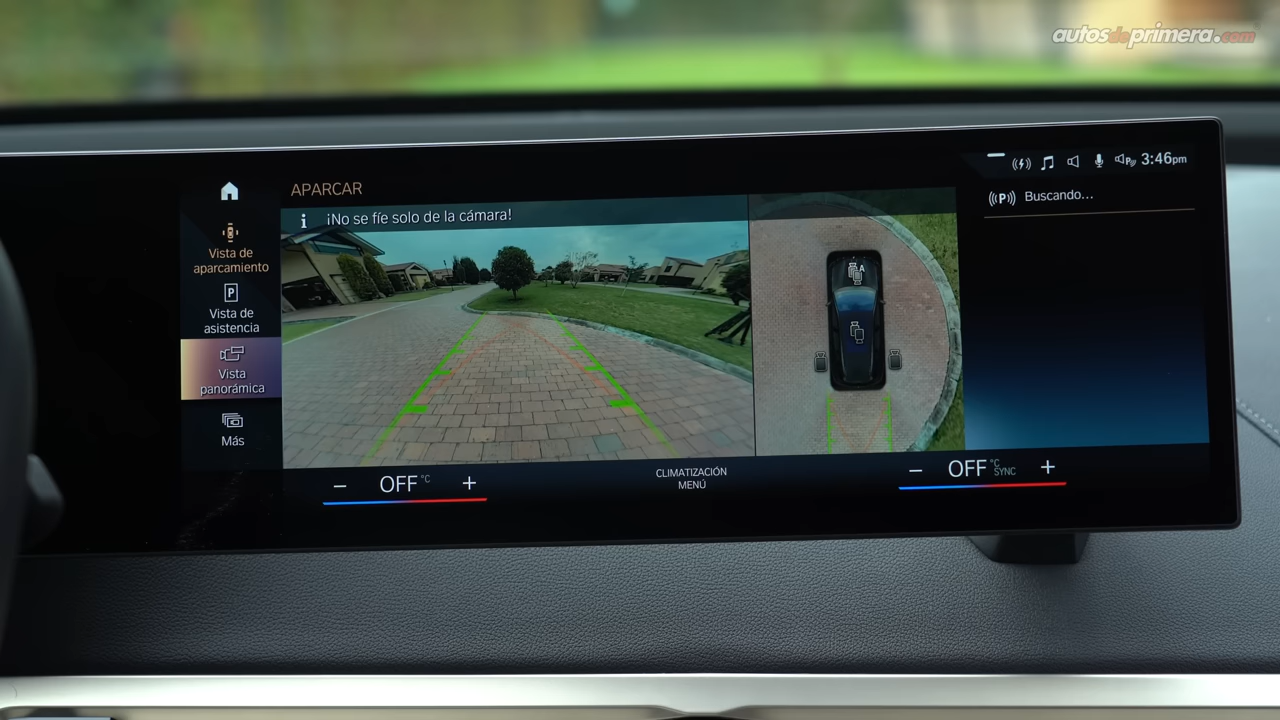 autosdeprimera.com
3:46pm
APARCAR
¡No se fíe solo de la cámara!
((P)) Buscando...
Vista de
aparcamiento
P
Vista de
asistencia
Vista
panorámica
Más
A
− OFF °C +
CLIMATIZACIÓN
MENÚ
− OFF °C SYNC +